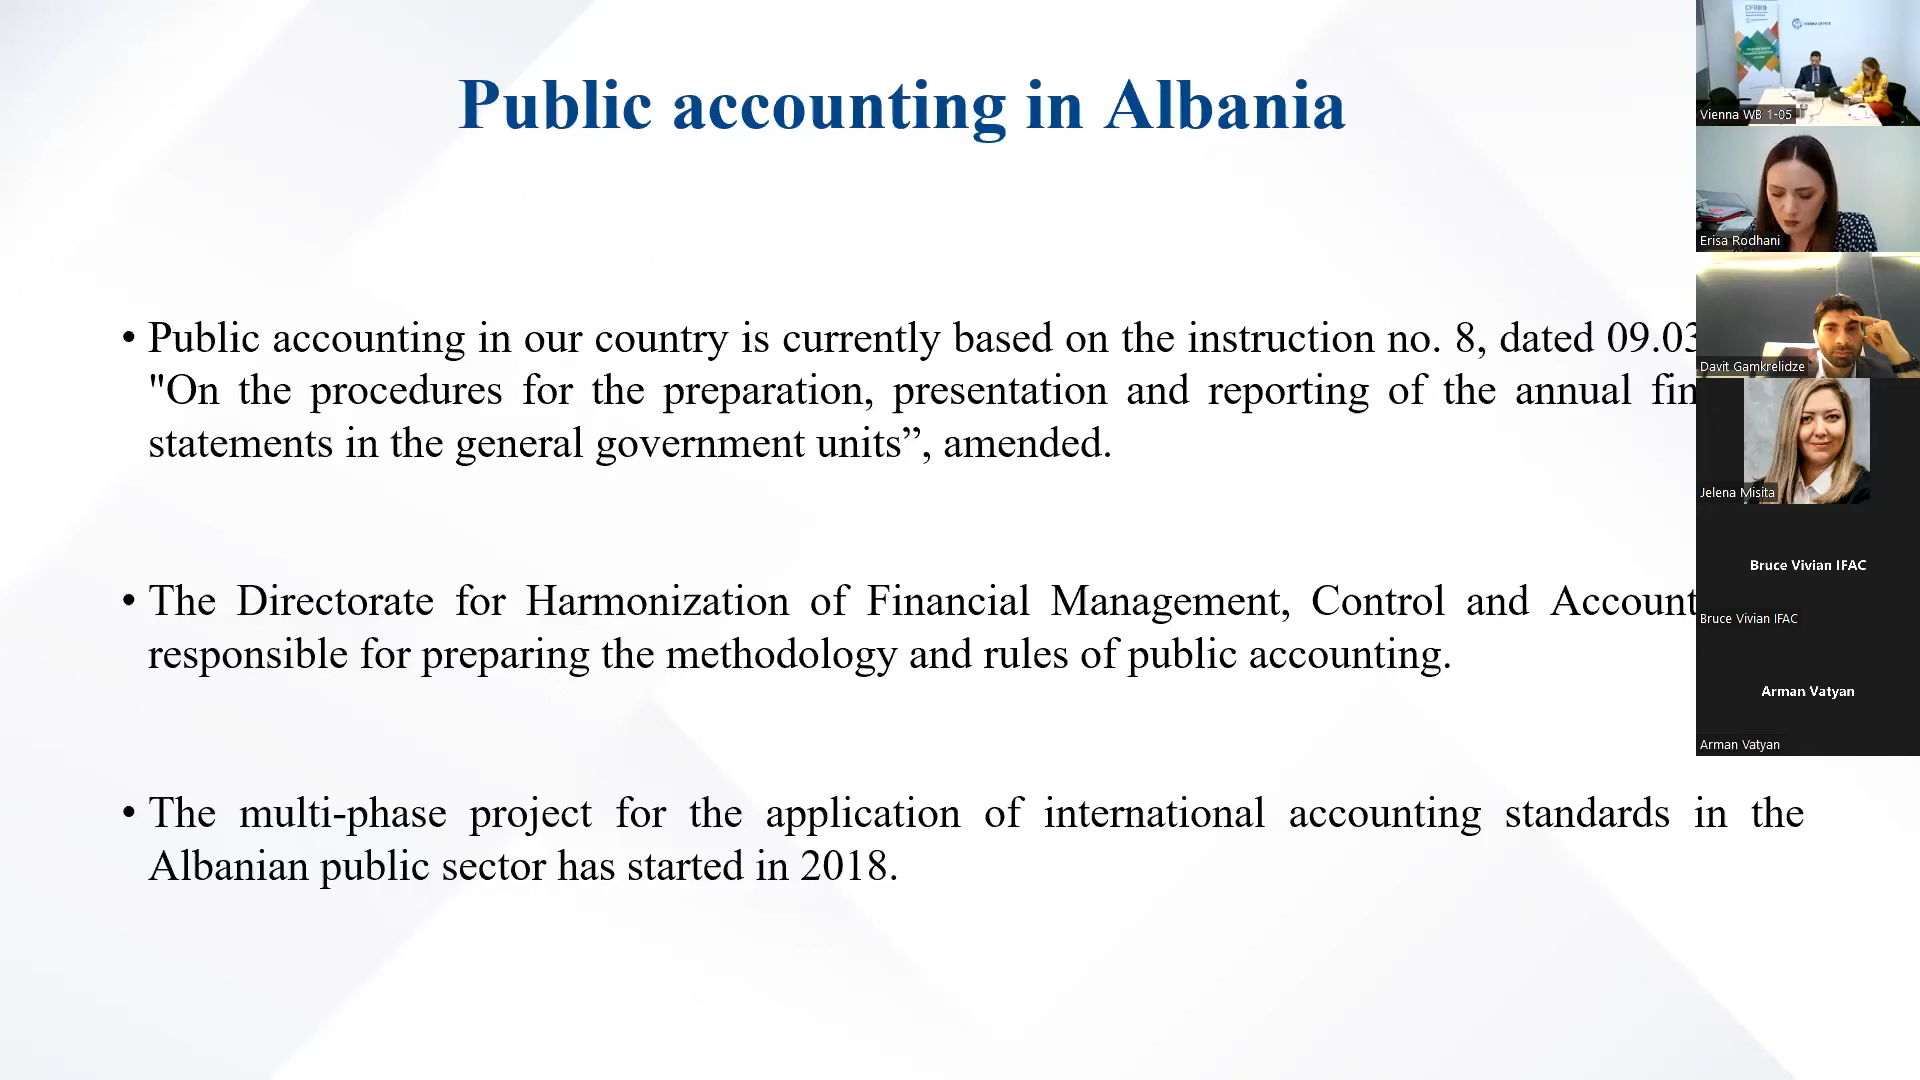 Public accounting in Albania
• Public accounting in our country is currently based on the instruction no. 8, dated 09.03
"On the procedures for the preparation, presentation and reporting of the annual fin
statements in the general government units”, amended.
• The Directorate for Harmonization of Financial Management, Control and Account
responsible for preparing the methodology and rules of public accounting.
• The multi-phase project for the application of international accounting standards in the
Albanian public sector has started in 2018.
CFRR
VIENNA OFFICE
Vienna WB 1-05
Erisa Rodhani
Davit Gamkrelidze
Jelena Misita
Bruce Vivian IFAC
Bruce Vivian IFAC
Arman Vatyan
Arman Vatyan